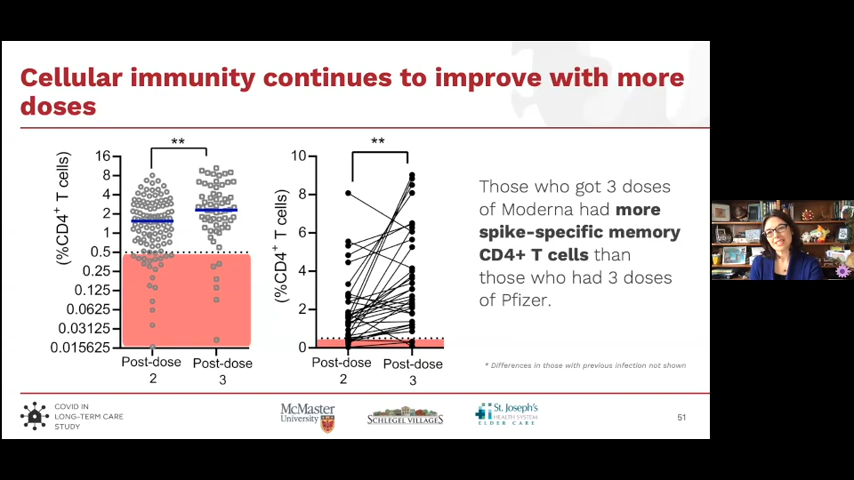 Cellular immunity continues to improve with more
doses
**
(%CD4+ T cells)
16
8
4
2
1
0.5
0.25
0.125
0.0625
0.03125
0.015625
Post-dose
2
Post-dose
3
**
(%CD4+ T cells)
10
8
6
4
2
0
Post-dose
2
Post-dose
3
Those who got 3 doses
of Moderna had more
spike-specific memory
CD4+ T cells than
those who had 3 doses
of Pfizer.
* Differences in those with previous infection not shown
COVID IN
LONG-TERM CARE
STUDY
McMaster
University
SCHLEGEL VILLAGES
St. Joseph's
HEALTH SYSTEM
ELDER CARE
51